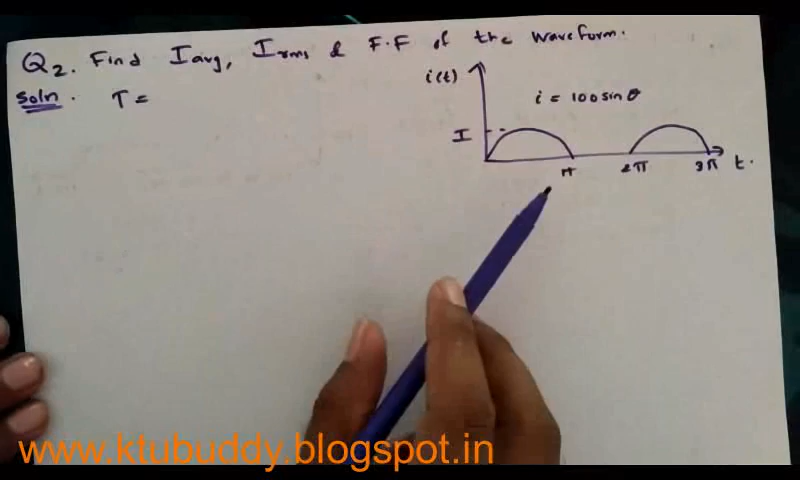 Q2. Find Iavg, Irms & F.F of the waveform.
Soln. T =
i(t)
i = 100 sin θ
I
π 2π 3π t.
www.ktubuddy.blogspot.in